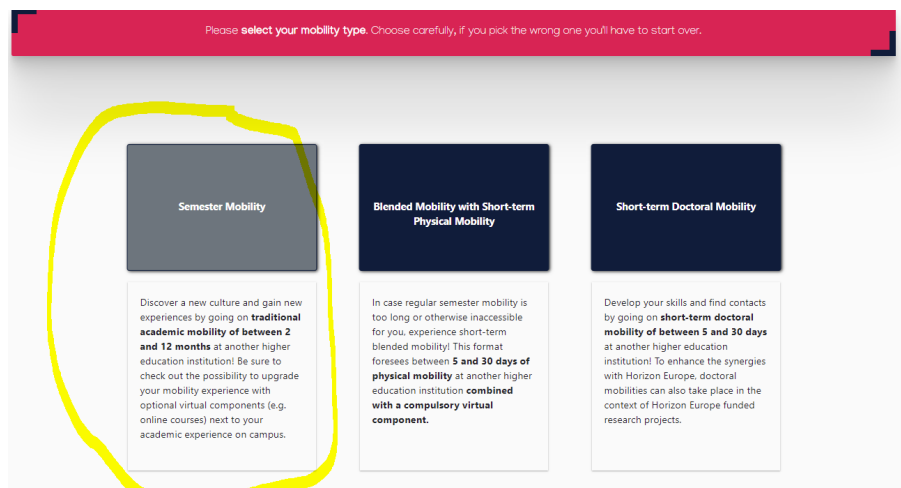 Please select your mobility type. Choose carefully, if you pick the wrong one you'll have to start over.
Semester Mobility
Discover a new culture and gain new
experiences by going on traditional
academic mobility of between 2
and 12 months at another higher
education institution! Be sure to
check out the possibility to upgrade
your mobility experience with
optional virtual components (e.g.
online courses) next to your
academic experience on campus.
Blended Mobility with Short-term
Physical Mobility
In case regular semester mobility is
too long or otherwise inaccessible
for you, experience short-term
blended mobility! This format
foresees between 5 and 30 days of
physical mobility at another higher
education institution combined
with a compulsory virtual
component.
Short-term Doctoral Mobility
Develop your skills and find contacts
by going on short-term doctoral
mobility of between 5 and 30 days
at another higher education
institution! To enhance the synergies
with Horizon Europe, doctoral
mobilities can also take place in the
context of Horizon Europe funded
research projects.